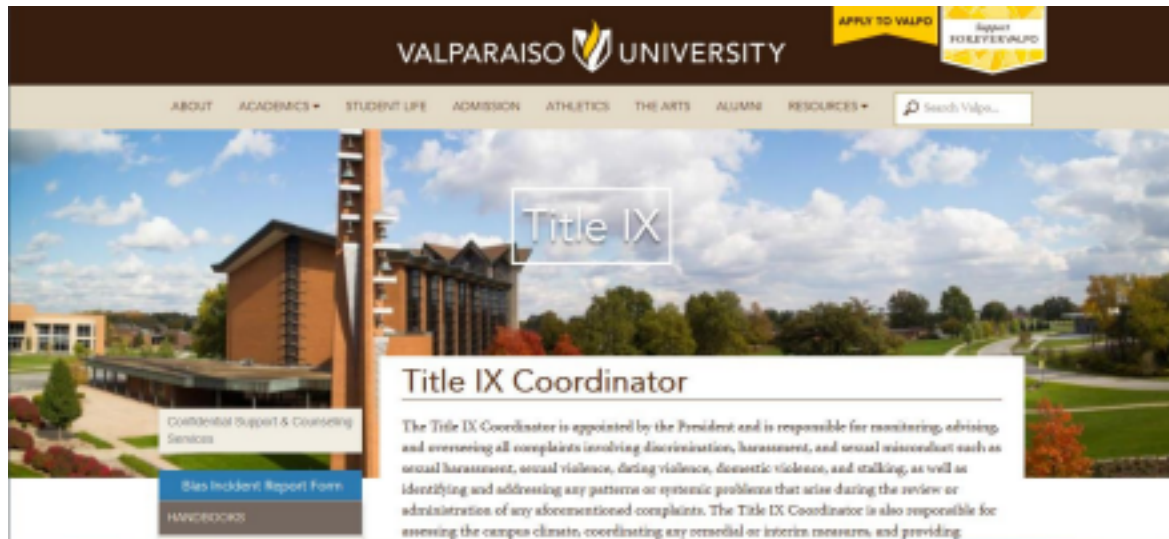 APPLY TO VALPO
Support
FOREVERVALPO
VALPARAISO UNIVERSITY
ABOUT ACADEMICS STUDENT LIFE ADMISSION ATHLETICS THE ARTS ALUMNI RESOURCES Search Valpo...
Title IX
Title IX Coordinator
The Title IX Coordinator is appointed by the President and is responsible for monitoring, advising,
and overseeing all complaints involving discrimination, harassment, and sexual misconduct such as
sexual harassment, sexual violence, dating violence, domestic violence, and stalking, as well as
identifying and addressing any patterns or systemic problems that arise during the review or
administration of any aforementioned complaints. The Title IX Coordinator is also responsible for
assessing the campus climate, coordinating any remedial or interim measures, and providing
Confidential Support & Counseling
Services
Bias Incident Report Form
HANDBOOKS